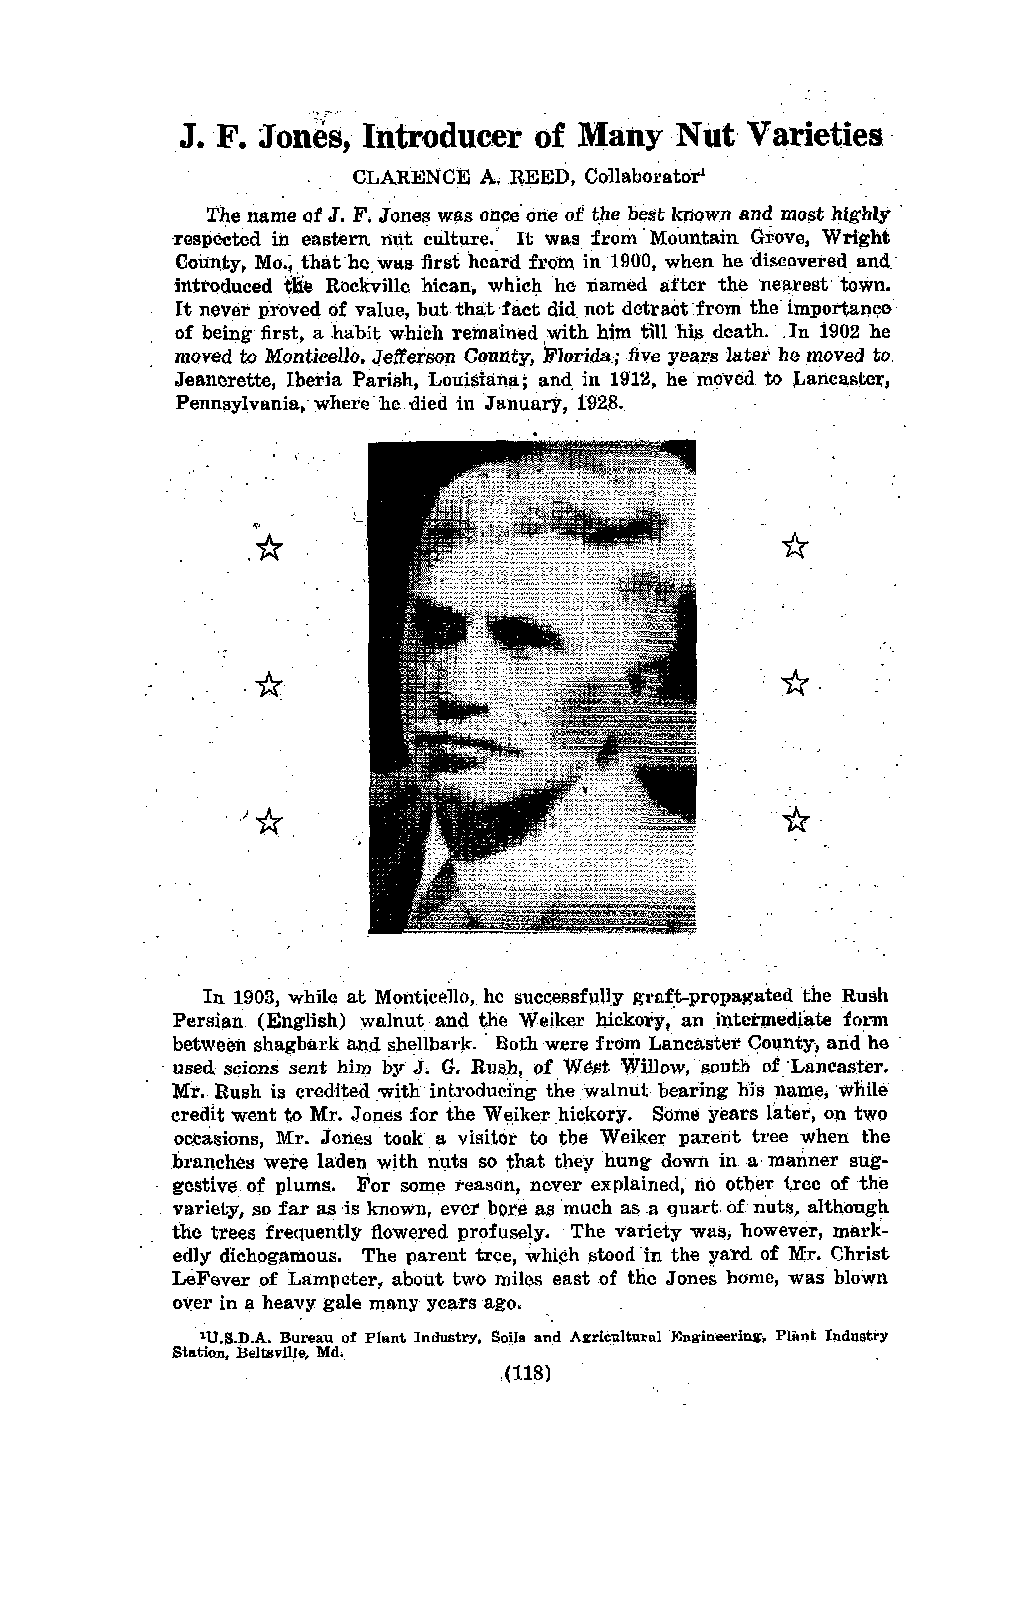 J. F. Jones, Introducer of Many Nut Varieties
CLARENCE A. REED, Collaborator¹
The name of J. F. Jones was once one of the best known and most highly
respected in eastern nut culture. It was from Mountain Grove, Wright
County, Mo., that he was first heard from in 1900, when he discovered and
introduced the Rockville hican, which he named after the nearest town.
It never proved of value, but that fact did not detract from the importance
of being first, a habit which remained with him till his death. In 1902 he
moved to Monticello, Jefferson County, Florida; five years later he moved to
Jeanerette, Iberia Parish, Louisiana; and in 1912, he moved to Lancaster,
Pennsylvania, where he died in January, 1928.
In 1903, while at Monticello, he successfully graft-propagated the Rush
Persian (English) walnut and the Weiker hickory, an intermediate form
between shagbark and shellbark. Both were from Lancaster County, and he
used scions sent him by J. G. Rush, of West Willow, south of Lancaster.
Mr. Rush is credited with introducing the walnut bearing his name, while
credit went to Mr. Jones for the Weiker hickory. Some years later, on two
occasions, Mr. Jones took a visitor to the Weiker parent tree when the
branches were laden with nuts so that they hung down in a manner sug-
gestive of plums. For some reason, never explained, no other tree of the
variety, so far as is known, ever bore as much as a quart of nuts, although
the trees frequently flowered profusely. The variety was, however, mark-
edly dichogamous. The parent tree, which stood in the yard of Mr. Christ
LeFever of Lampeter, about two miles east of the Jones home, was blown
over in a heavy gale many years ago.
¹U.S.D.A. Bureau of Plant Industry, Soils and Agricultural Engineering, Plant Industry
Station, Beltsville, Md.
(118)